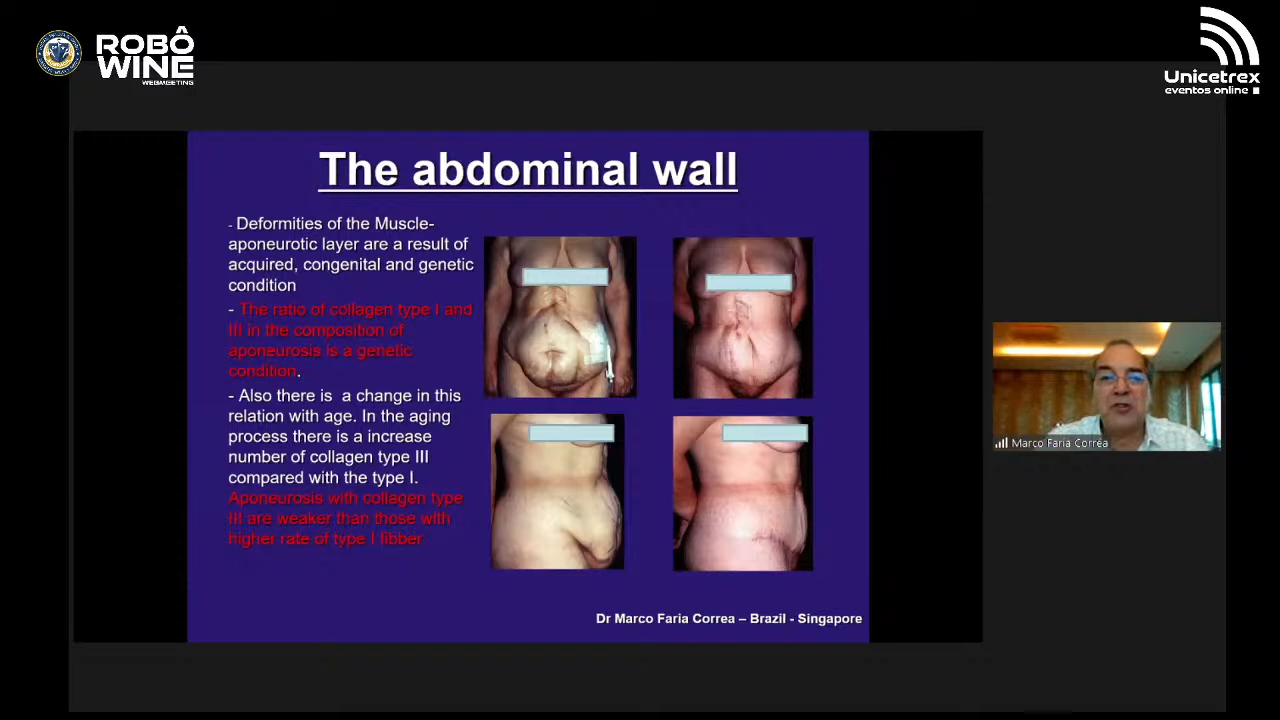 ROBÔ
WINE
WEBMEETING
Unicetrex
eventos online
The abdominal wall
- Deformities of the Muscle-
aponeurotic layer are a result of
acquired, congenital and genetic
condition
- The ratio of collagen type I and
III in the composition of
aponeurosis is a genetic
condition.
- Also there is a change in this
relation with age. In the aging
process there is a increase
number of collagen type III
compared with the type I.
Aponeurosis with collagen type
III are weaker than those with
higher rate of type I fibber
Dr Marco Faria Correa – Brazil - Singapore
Marco Faria Corrêa